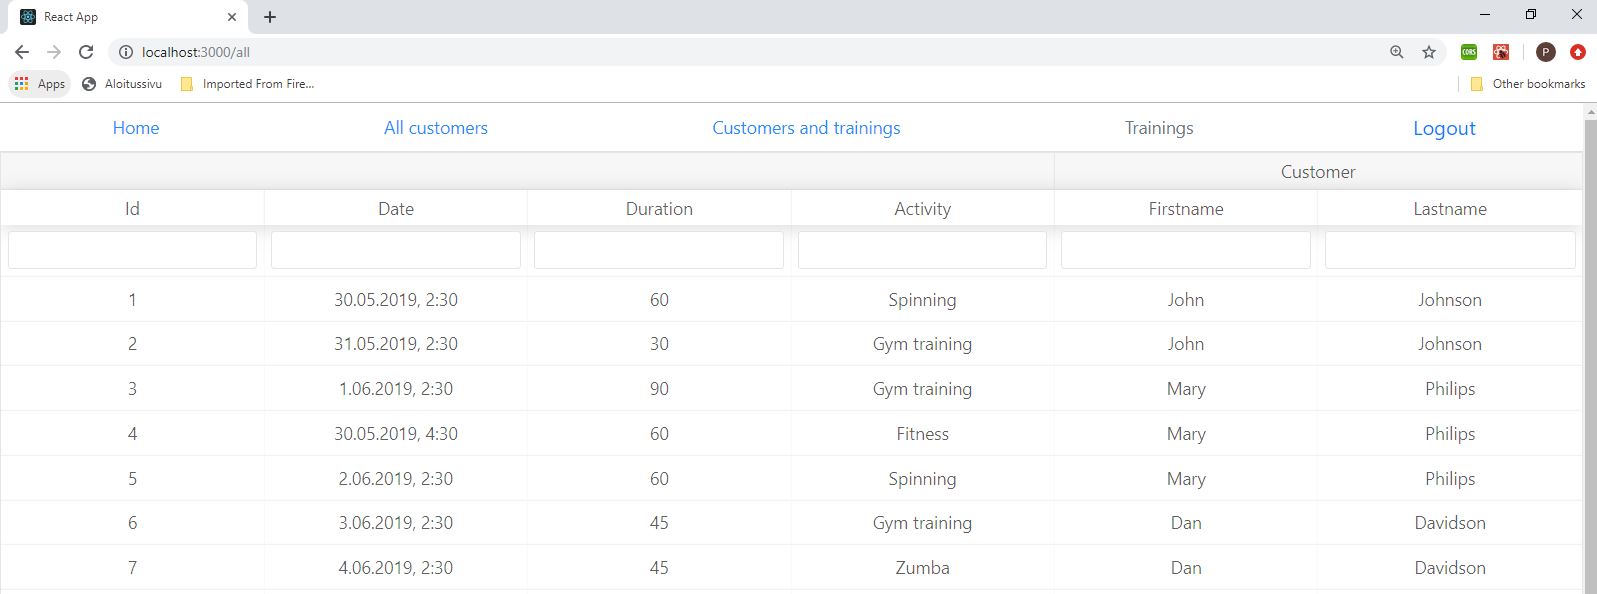 React App
localhost:3000/all
CORS
P
Apps Aloitussivu Imported From Fire... Other bookmarks
Home All customers Customers and trainings Trainings Logout
Customer
Id Date Duration Activity Firstname Lastname
1 30.05.2019, 2:30 60 Spinning John Johnson
2 31.05.2019, 2:30 30 Gym training John Johnson
3 1.06.2019, 2:30 90 Gym training Mary Philips
4 30.05.2019, 4:30 60 Fitness Mary Philips
5 2.06.2019, 2:30 60 Spinning Mary Philips
6 3.06.2019, 2:30 45 Gym training Dan Davidson
7 4.06.2019, 2:30 45 Zumba Dan Davidson